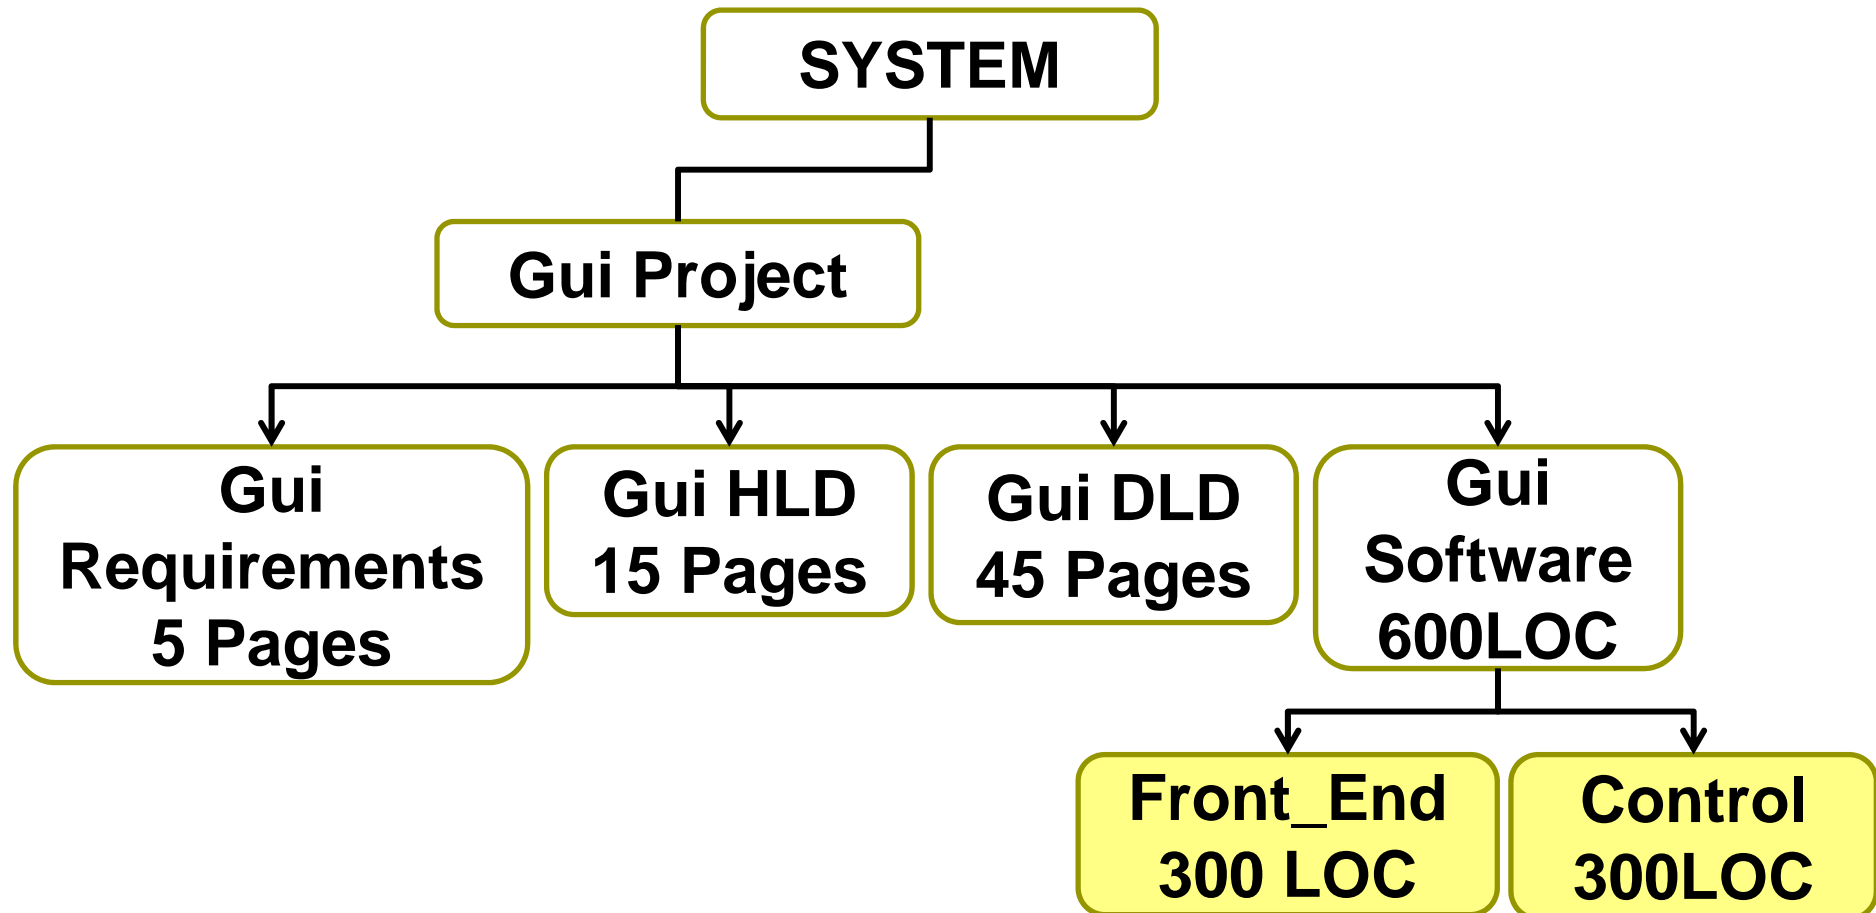 SYSTEM
Gui Project
Gui
Requirements
5 Pages
Gui HLD
15 Pages
Gui DLD
45 Pages
Gui
Software
600LOC
Front_End
300 LOC
Control
300LOC